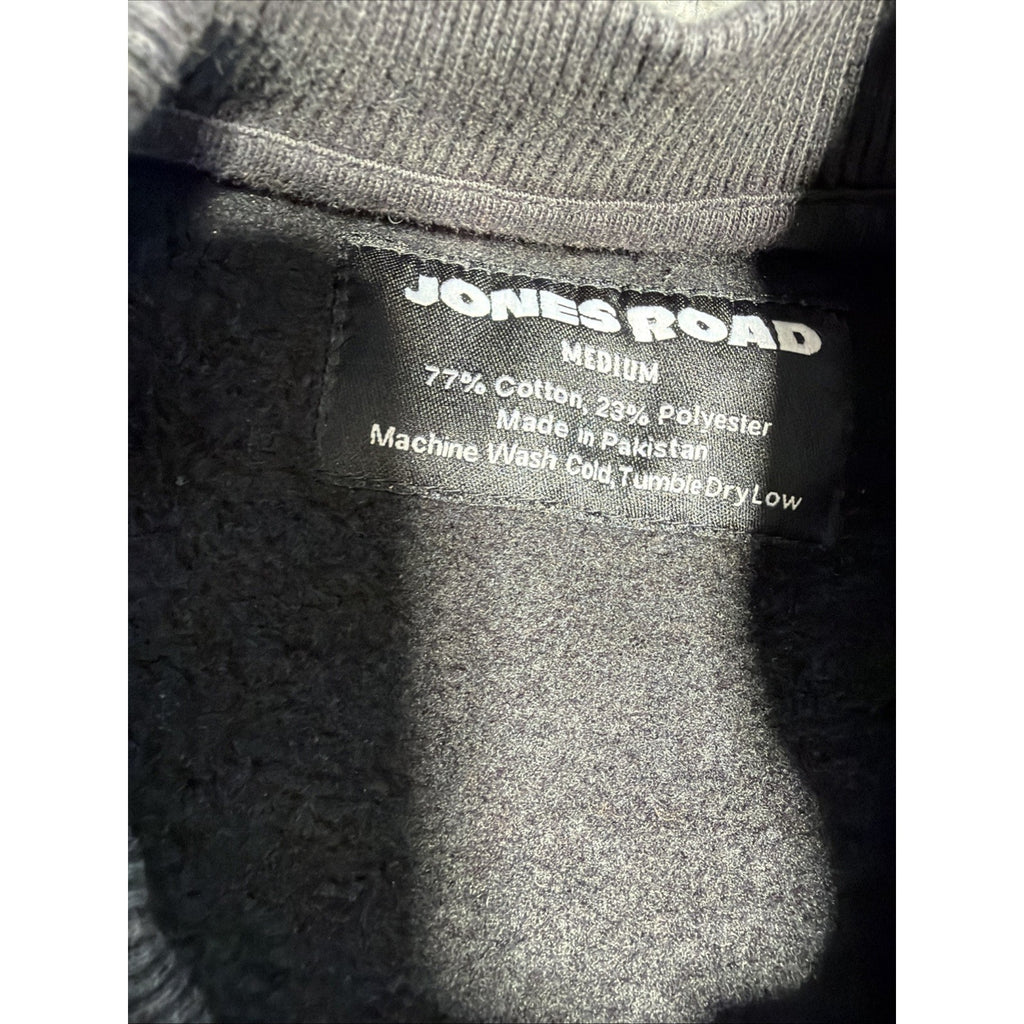 JONES ROAD
MEDIUM
77% Cotton, 23% Polyester
Made in Pakistan
Machine Wash Cold, Tumble Dry Low